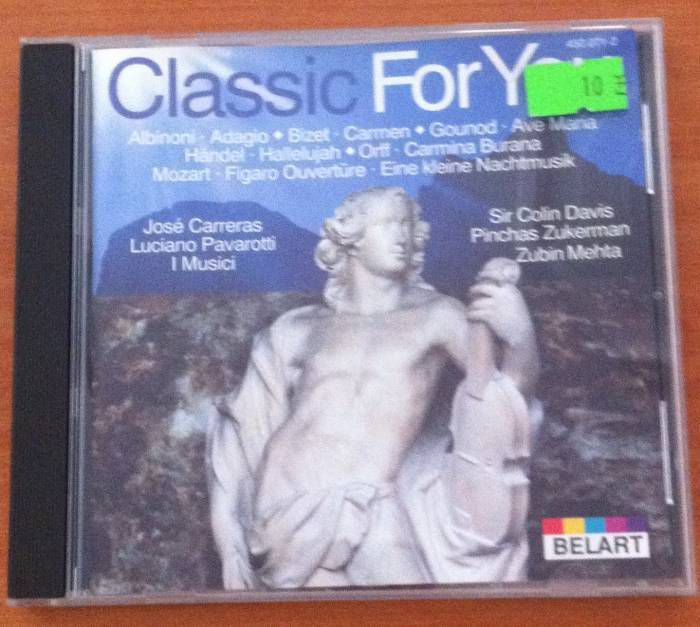 Classic For You
10 z
Albinoni · Adagio ◆ Bizet · Carmen ◆ Gounod · Ave Maria
Händel · Hallelujah ◆ Orff · Carmina Burana
Mozart · Figaro Ouvertüre · Eine kleine Nachtmusik
José Carreras
Luciano Pavarotti
I Musici
Sir Colin Davis
Pinchas Zukerman
Zubin Mehta
BELART